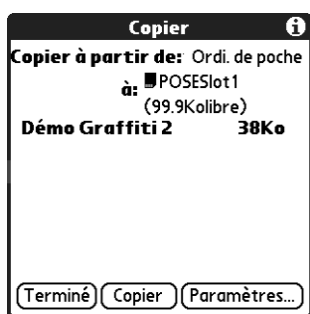 Copier
Copier à partir de: Ordi. de poche
à: POSESlot1
(99.9Kolibre)
Démo Graffiti 2 38Ko
Terminé Copier Paramètres...